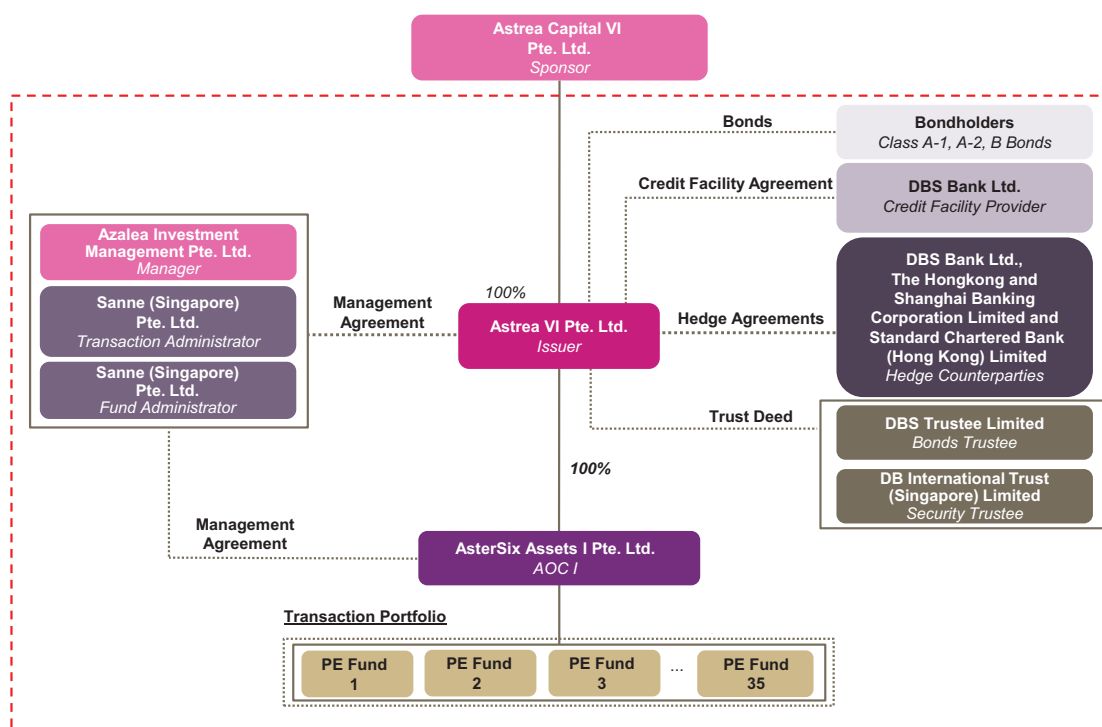 Astrea Capital VI
Pte. Ltd.
Sponsor
Bonds
Bondholders
Class A-1, A-2, B Bonds
Credit Facility Agreement
DBS Bank Ltd.
Credit Facility Provider
Azalea Investment
Management Pte. Ltd.
Manager
Sanne (Singapore)
Pte. Ltd.
Transaction Administrator
Sanne (Singapore)
Pte. Ltd.
Fund Administrator
Management
Agreement
100%
Astrea VI Pte. Ltd.
Issuer
Hedge Agreements
DBS Bank Ltd.,
The Hongkong and
Shanghai Banking
Corporation Limited and
Standard Chartered Bank
(Hong Kong) Limited
Hedge Counterparties
Trust Deed
DBS Trustee Limited
Bonds Trustee
DB International Trust
(Singapore) Limited
Security Trustee
100%
Management
Agreement
AsterSix Assets I Pte. Ltd.
AOC I
Transaction Portfolio
PE Fund
1
PE Fund
2
PE Fund
3
...
PE Fund
35